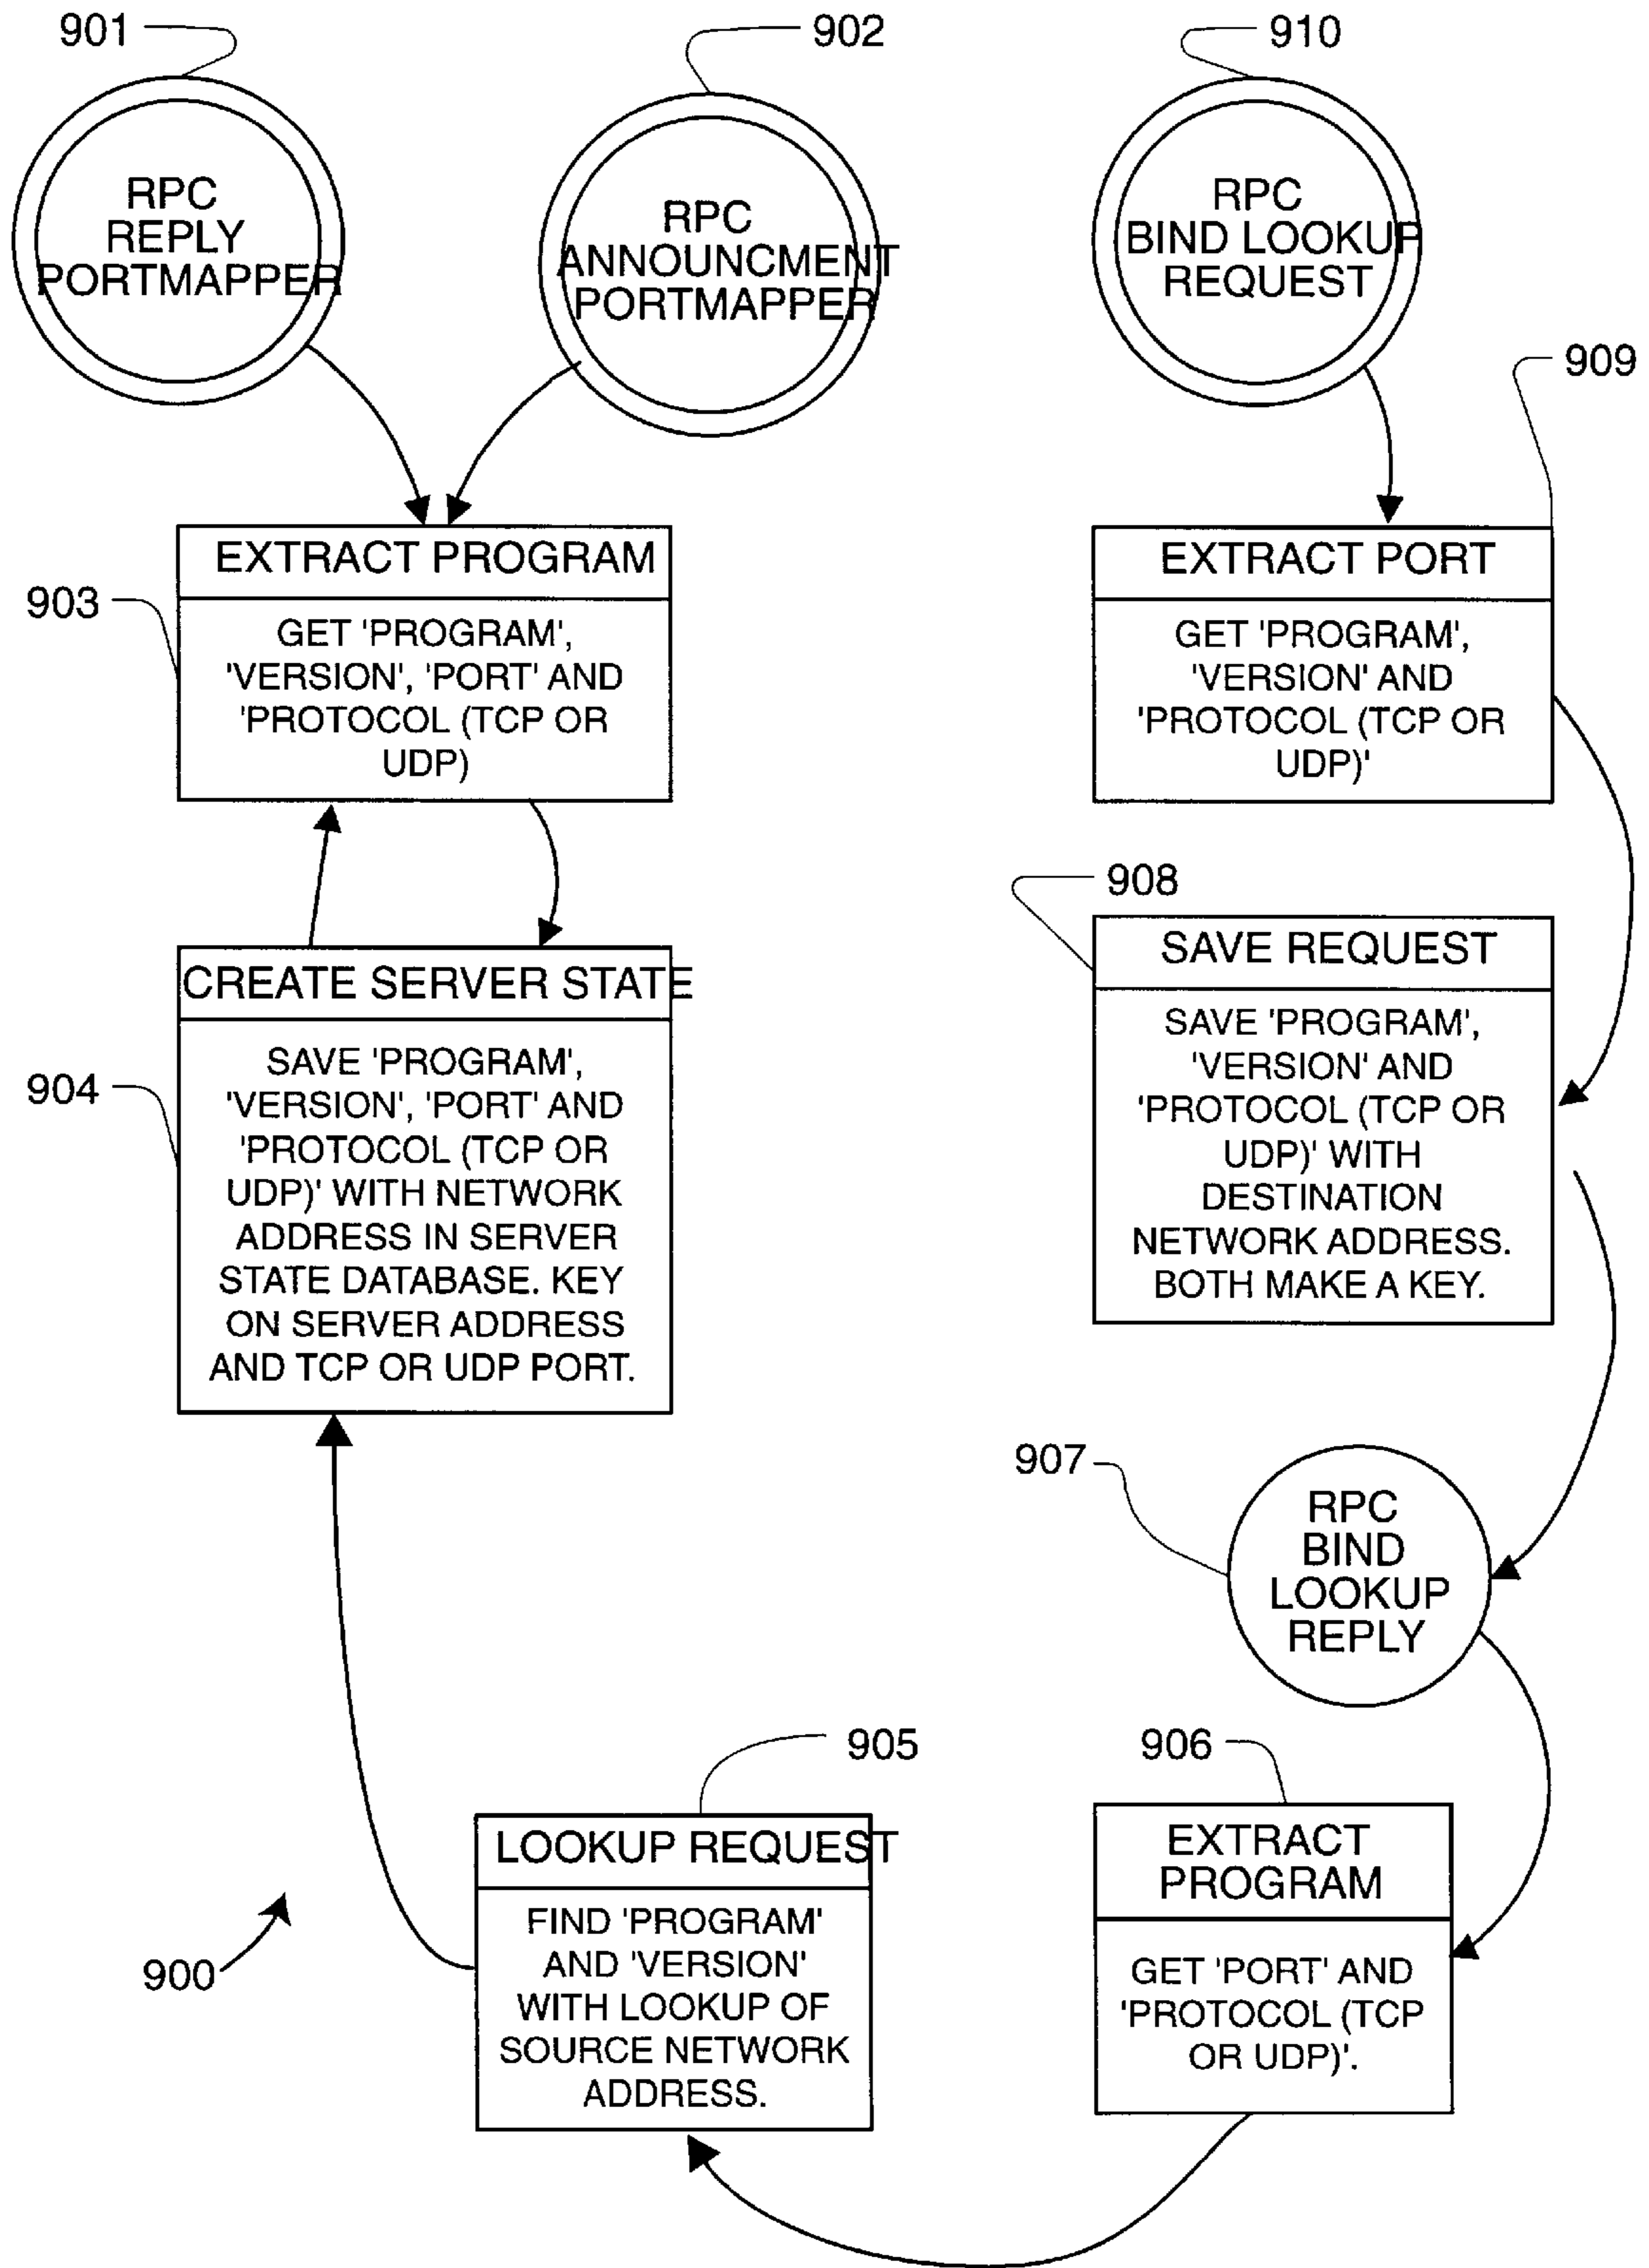 901
902
910
RPC
REPLY
PORTMAPPER
RPC
ANNOUNCMENT
PORTMAPPER
RPC
BIND LOOKUP
REQUEST
909
EXTRACT PROGRAM
903
GET 'PROGRAM',
'VERSION', 'PORT' AND
'PROTOCOL (TCP OR
UDP)
EXTRACT PORT
GET 'PROGRAM',
'VERSION' AND
'PROTOCOL (TCP OR
UDP)'
908
CREATE SERVER STATE
904
SAVE 'PROGRAM',
'VERSION', 'PORT' AND
'PROTOCOL (TCP OR
UDP)' WITH NETWORK
ADDRESS IN SERVER
STATE DATABASE. KEY
ON SERVER ADDRESS
AND TCP OR UDP PORT.
SAVE REQUEST
SAVE 'PROGRAM',
'VERSION' AND
'PROTOCOL (TCP OR
UDP)' WITH
DESTINATION
NETWORK ADDRESS.
BOTH MAKE A KEY.
907
RPC
BIND
LOOKUP
REPLY
905
906
LOOKUP REQUEST
FIND 'PROGRAM'
AND 'VERSION'
WITH LOOKUP OF
SOURCE NETWORK
ADDRESS.
EXTRACT
PROGRAM
GET 'PORT' AND
'PROTOCOL (TCP
OR UDP)'.
900